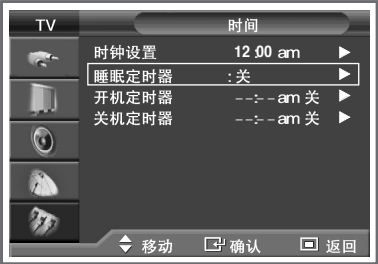 TV 时间
时钟设置 12:00 am
睡眠定时器 : 关
开机定时器 --:-- am 关
关机定时器 --:-- am 关
移动 确认 返回